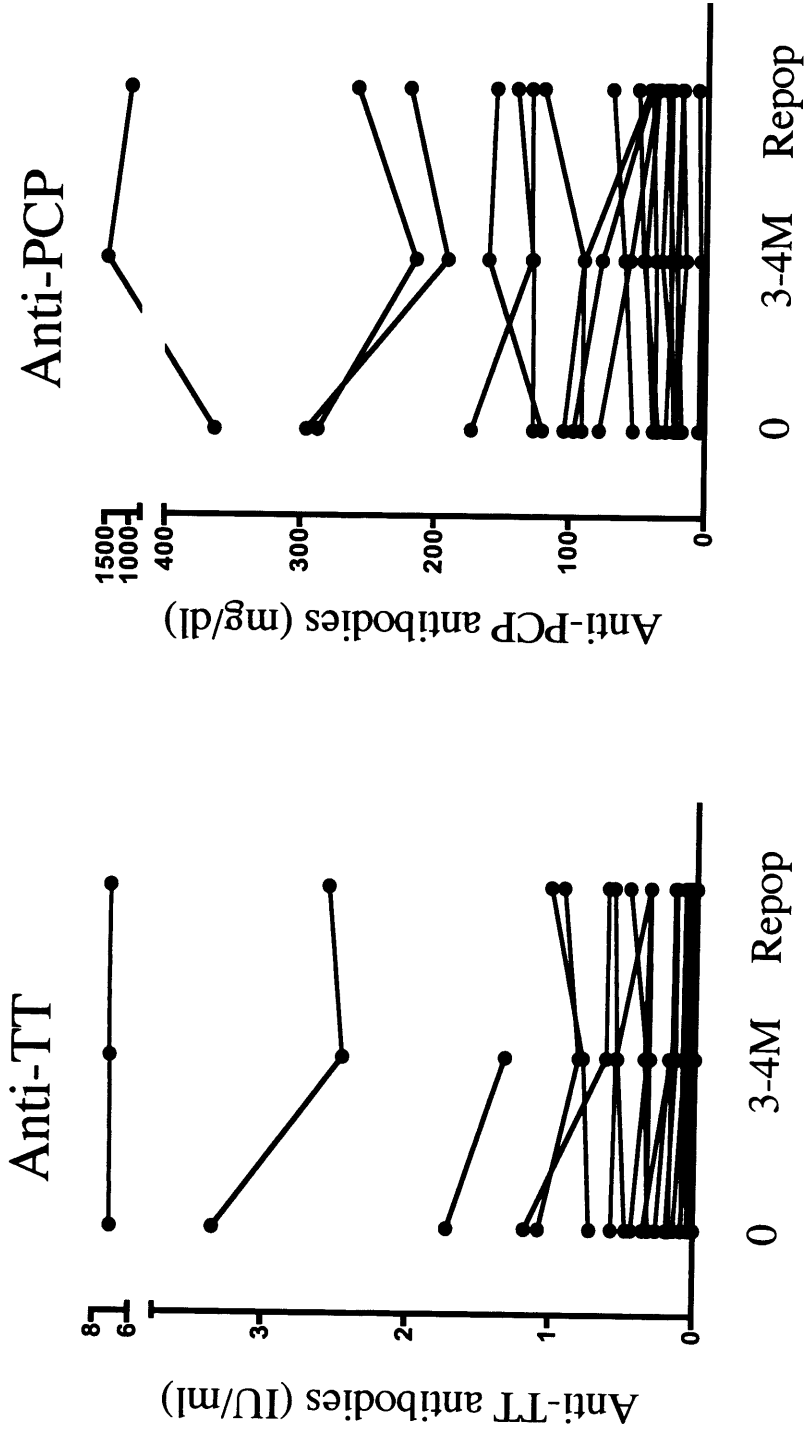 Anti-TT
Anti-TT antibodies (IU/ml)
8
6
3
2
1
0
0 3-4M Repop
Anti-PCP
Anti-PCP antibodies (mg/dl)
1500
1000
400
300
200
100
0
0 3-4M Repop